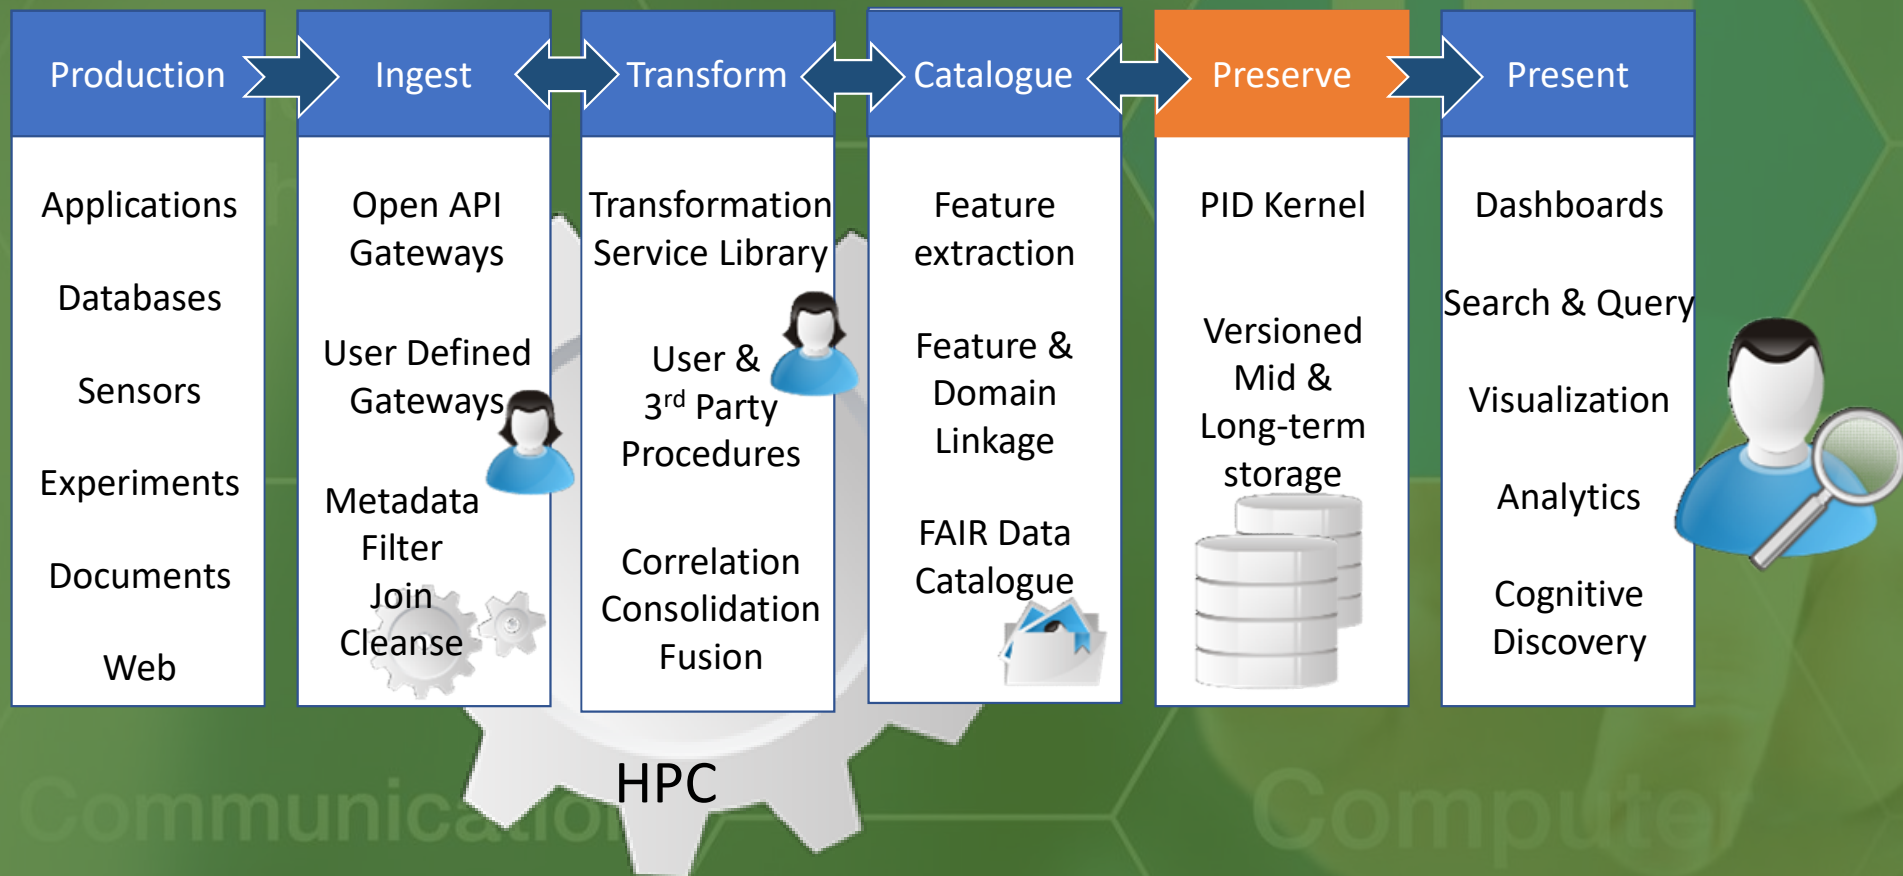 Production
Ingest
Transform
Catalogue
Preserve
Present
Applications
Databases
Sensors
Experiments
Documents
Web
Open API
Gateways
User Defined
Gateways
Metadata
Filter
Join
Cleanse
Transformation
Service Library
User &
3rd Party
Procedures
Correlation
Consolidation
Fusion
Feature
extraction
Feature &
Domain
Linkage
FAIR Data
Catalogue
PID Kernel
Versioned
Mid &
Long-term
storage
Dashboards
Search & Query
Visualization
Analytics
Cognitive
Discovery
HPC
Communication
Computer